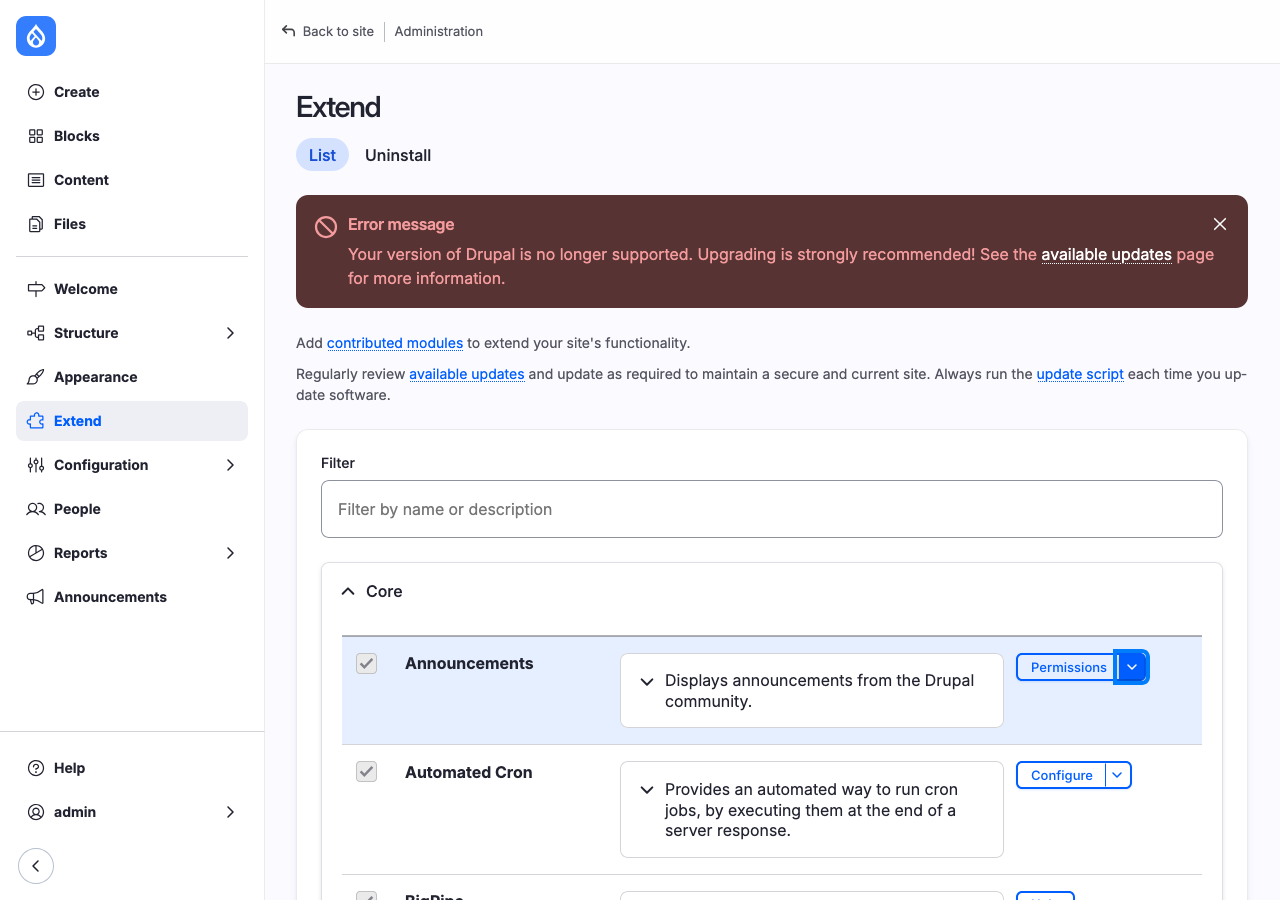 Back to site
Administration
Create
Blocks
Content
Files
Welcome
Structure
Appearance
Extend
Configuration
People
Reports
Announcements
Help
admin
Extend
List
Uninstall
Error message
Your version of Drupal is no longer supported. Upgrading is strongly recommended! See the available updates page
for more information.
Add contributed modules to extend your site's functionality.
Regularly review available updates and update as required to maintain a secure and current site. Always run the update script each time you up-
date software.
Filter
Filter by name or description
Core
Announcements
Displays announcements from the Drupal
community.
Permissions
Automated Cron
Provides an automated way to run cron
jobs, by executing them at the end of a
server response.
Configure
BigPipe